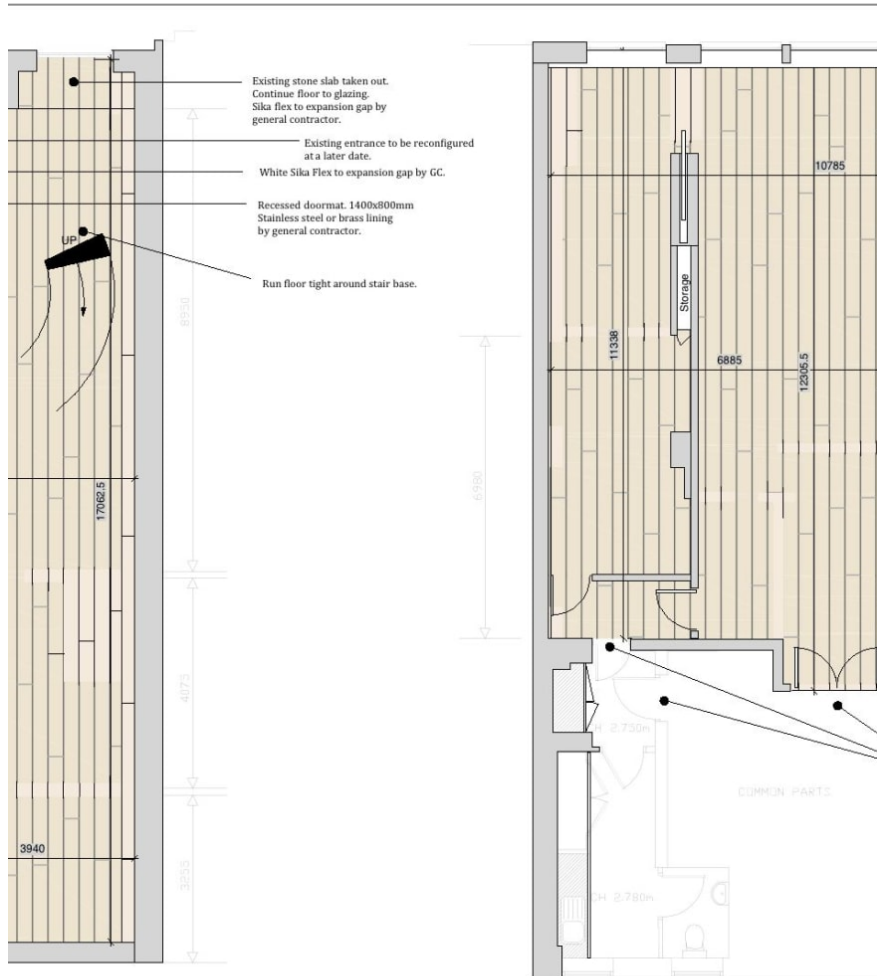 Existing stone slab taken out.
Continue floor to glazing.
Sika flex to expansion gap by
general contractor.
Existing entrance to be reconfigured
at a later date.
White Sika Flex to expansion gap by GC.
Recessed doormat. 1400x800mm
Stainless steel or brass lining
by general contractor.
UP
Run floor tight around stair base.
8950
17062.5
4075
3940
3255
10785
Storage
11338
6885
12305.5
6980
CH 2.750m
COMMON PARTS
CH 2.780m